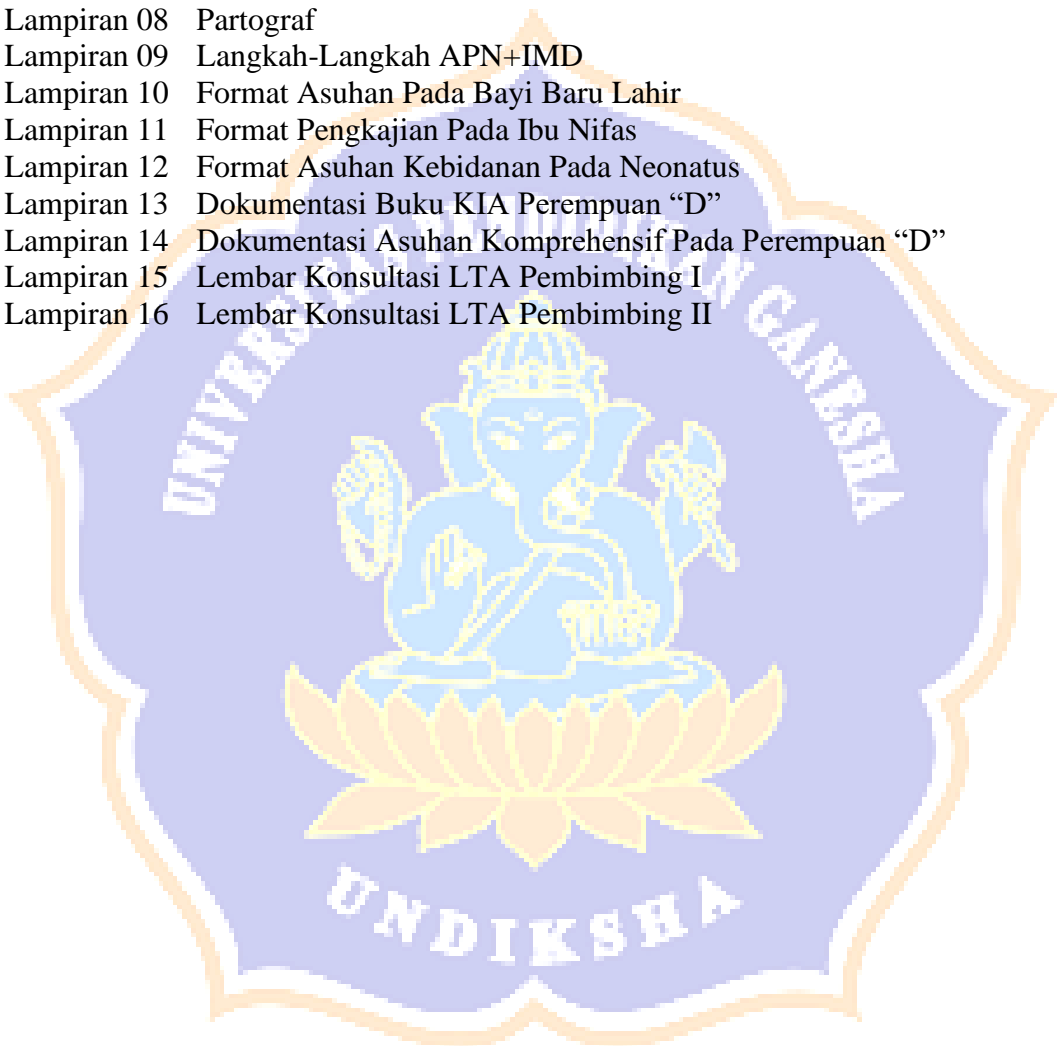 Lampiran 08 Partograf
Lampiran 09 Langkah-Langkah APN+IMD
Lampiran 10 Format Asuhan Pada Bayi Baru Lahir
Lampiran 11 Format Pengkajian Pada Ibu Nifas
Lampiran 12 Format Asuhan Kebidanan Pada Neonatus
Lampiran 13 Dokumentasi Buku KIA Perempuan “D”
Lampiran 14 Dokumentasi Asuhan Komprehensif Pada Perempuan “D”
Lampiran 15 Lembar Konsultasi LTA Pembimbing I
Lampiran 16 Lembar Konsultasi LTA Pembimbing II
UNIVERSITAS PENDIDIKAN GANESHA
UNDIKSHA